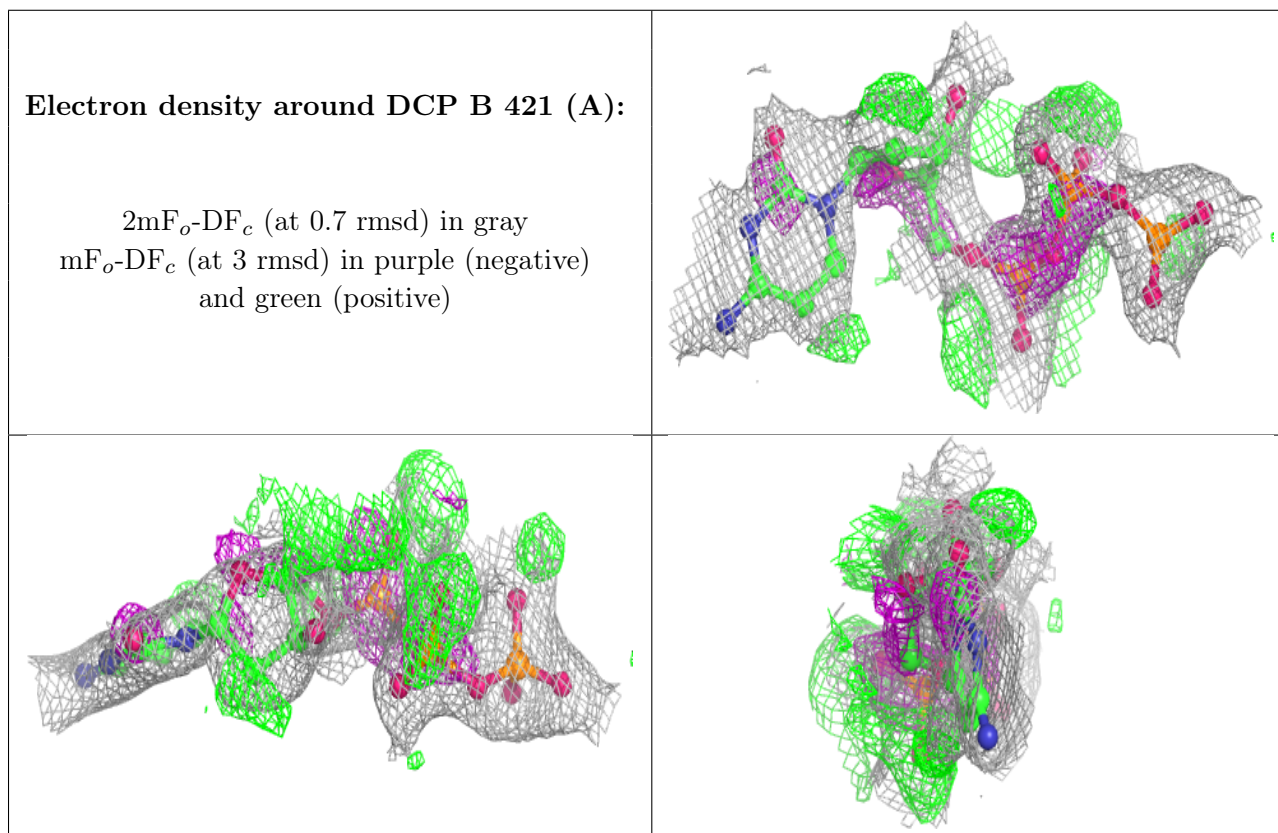 Electron density around DCP B 421 (A):
2mFₒ-DF𝑐 (at 0.7 rmsd) in gray
mFₒ-DF𝑐 (at 3 rmsd) in purple (negative)
and green (positive)